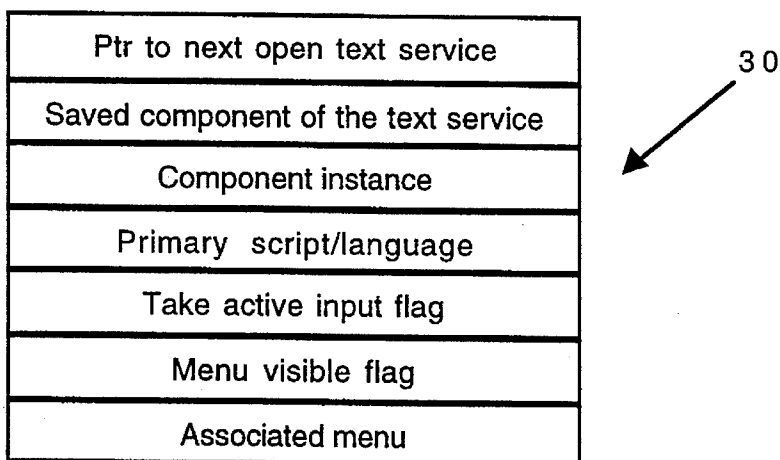 Ptr to next open text service
30
Saved component of the text service
Component instance
Primary script/language
Take active input flag
Menu visible flag
Associated menu